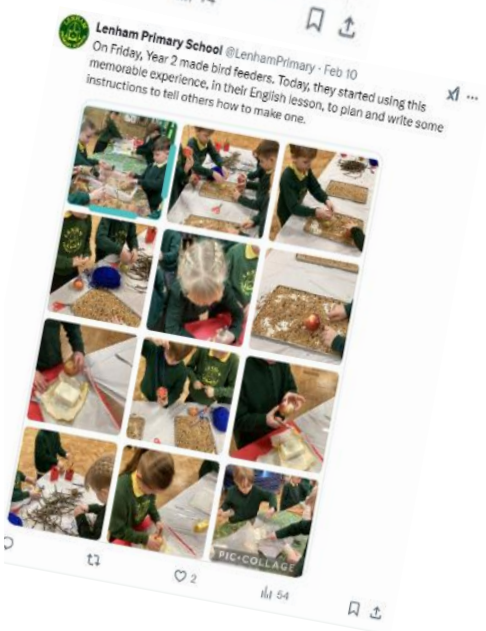 Lenham Primary School @LenhamPrimary · Feb 10
On Friday, Year 2 made bird feeders. Today, they started using this
memorable experience, in their English lesson, to plan and write some
instructions to tell others how to make one.
PIC•COLLAGE
2
54